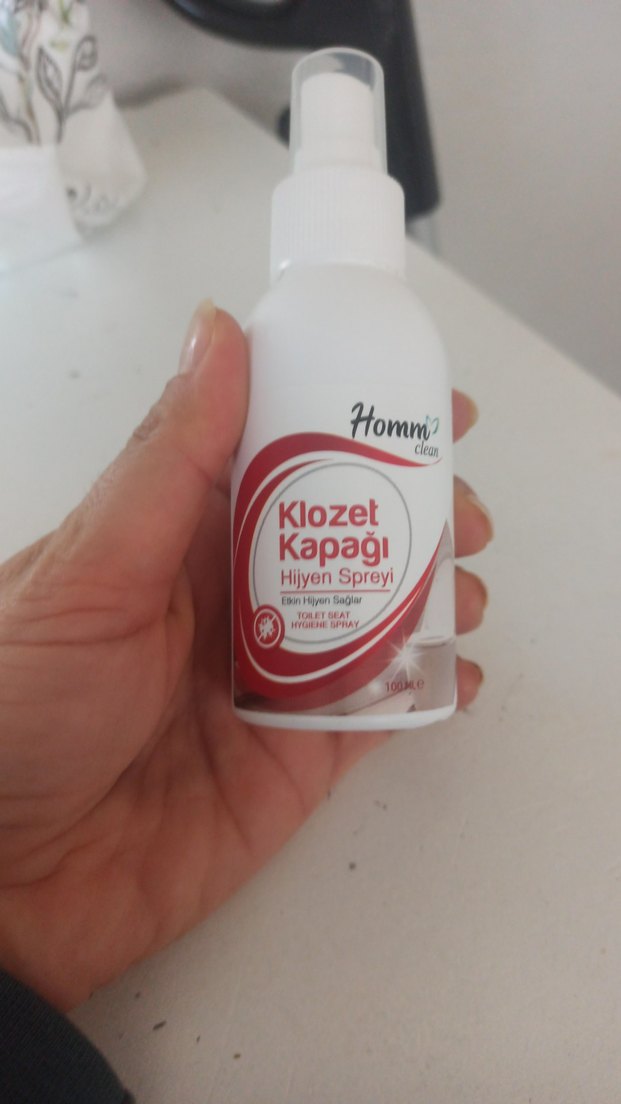 Homm
clean
Klozet
Kapağı
Hijyen Spreyi
Etkin Hijyen Sağlar
TOILET SEAT
HYGIENE SPRAY
100 ML e